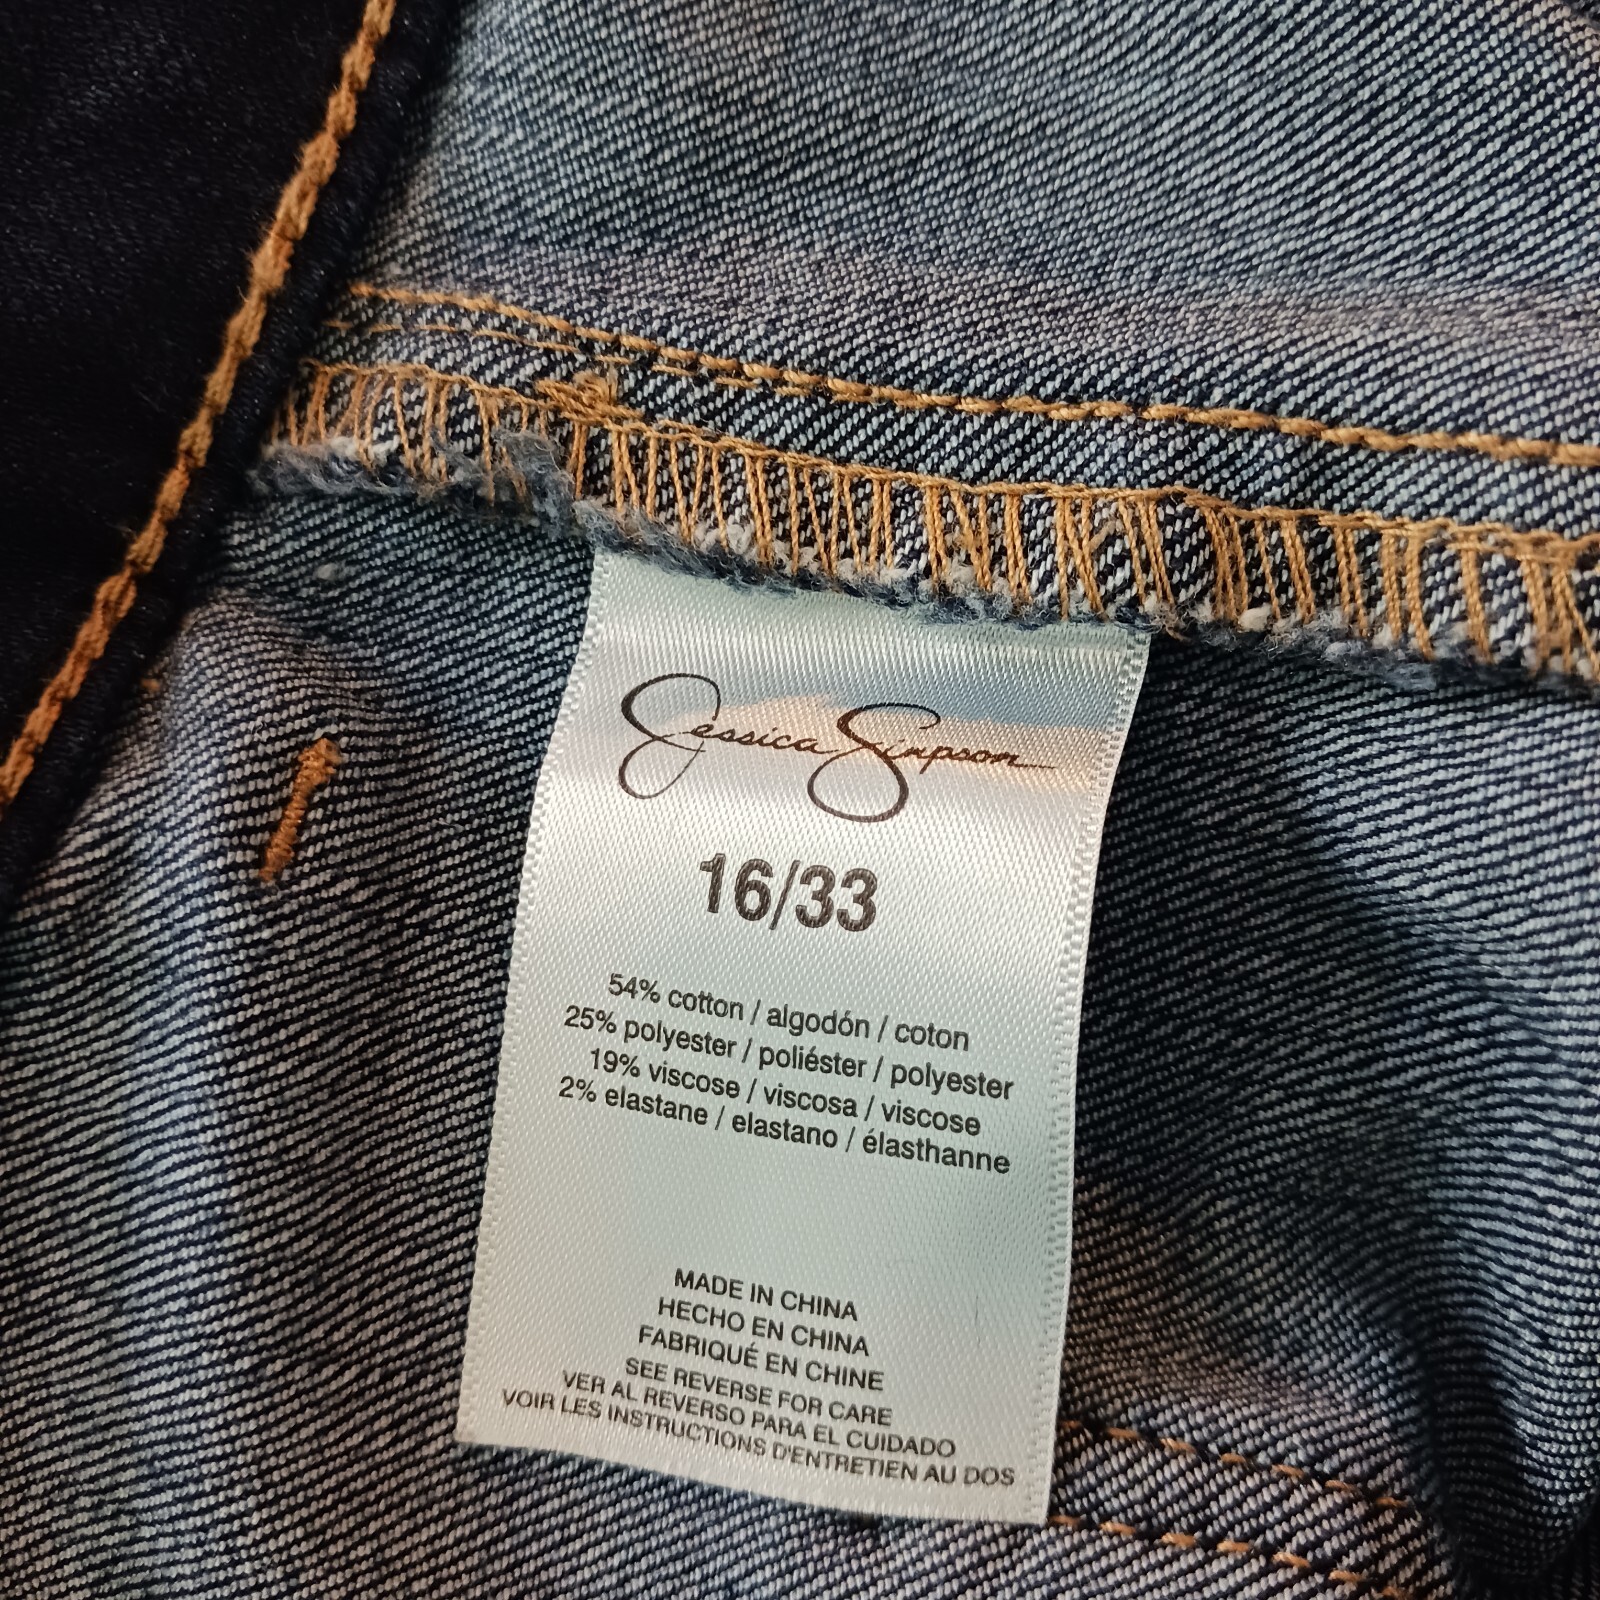 Jessica Simpson
16/33
54% cotton / algodón / coton
25% polyester / poliéster / polyester
19% viscose / viscosa / viscose
2% elastane / elastano / élasthanne
MADE IN CHINA
HECHO EN CHINA
FABRIQUÉ EN CHINE
SEE REVERSE FOR CARE
VER AL REVERSO PARA EL CUIDADO
VOIR LES INSTRUCTIONS D'ENTRETIEN AU DOS